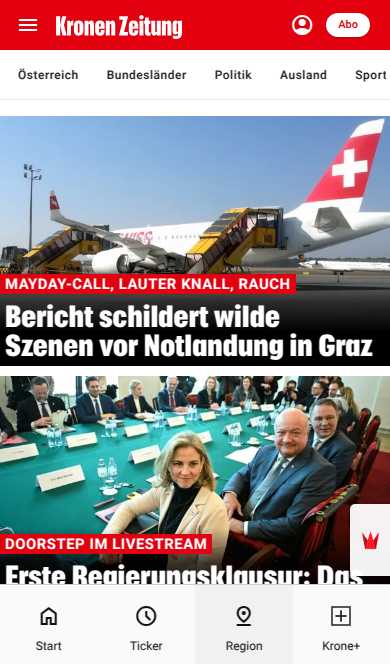 Kronen Zeitung
Abo
Österreich Bundesländer Politik Ausland Sport
SWISS
MAYDAY-CALL, LAUTER KNALL, RAUCH
Bericht schildert wilde
Szenen vor Notlandung in Graz
DOORSTEP IM LIVESTREAM
Erste Regierungsklausur: Das
Start Ticker Region Krone+